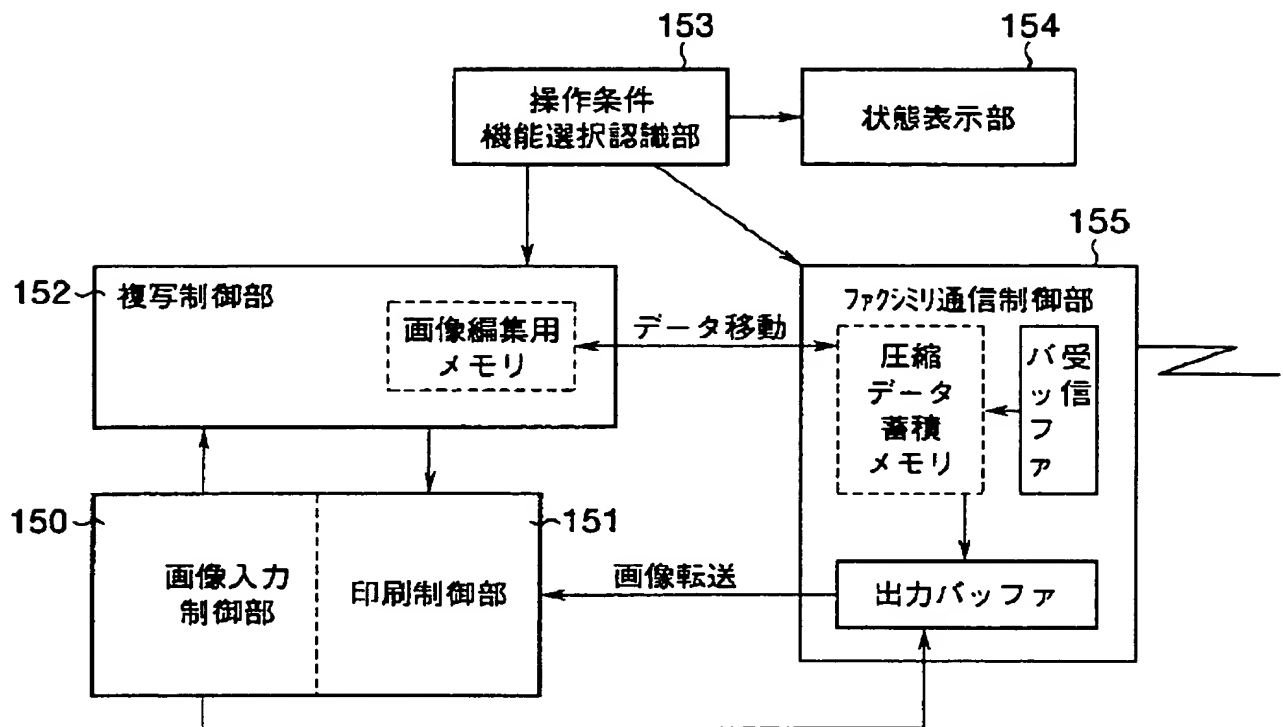 153
154
操作条件
機能選択認識部
状態表示部
155
152
複写制御部
ファクシミリ通信制御部
画像編集用
メモリ
データ移動
圧縮
データ
蓄積
メモリ
受信
バッファ
150
151
画像入力
制御部
印刷制御部
画像転送
出力バッファ